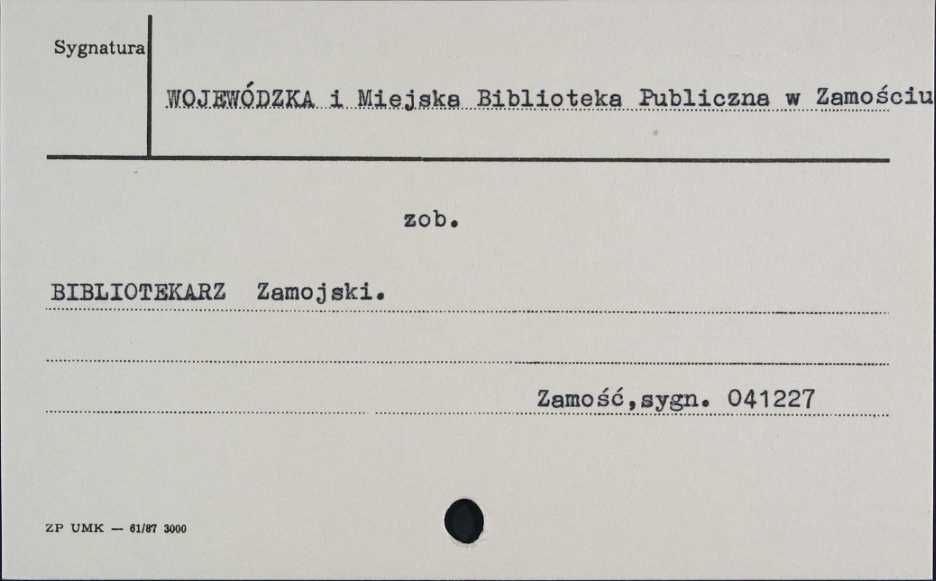 Sygnatura
WOJEWÓDZKA i Miejska Biblioteka Publiczna w Zamościu
zob.
BIBLIOTEKARZ Zamojski.
Zamość,sygn. 041227
ZP UMK — 61/87 3000